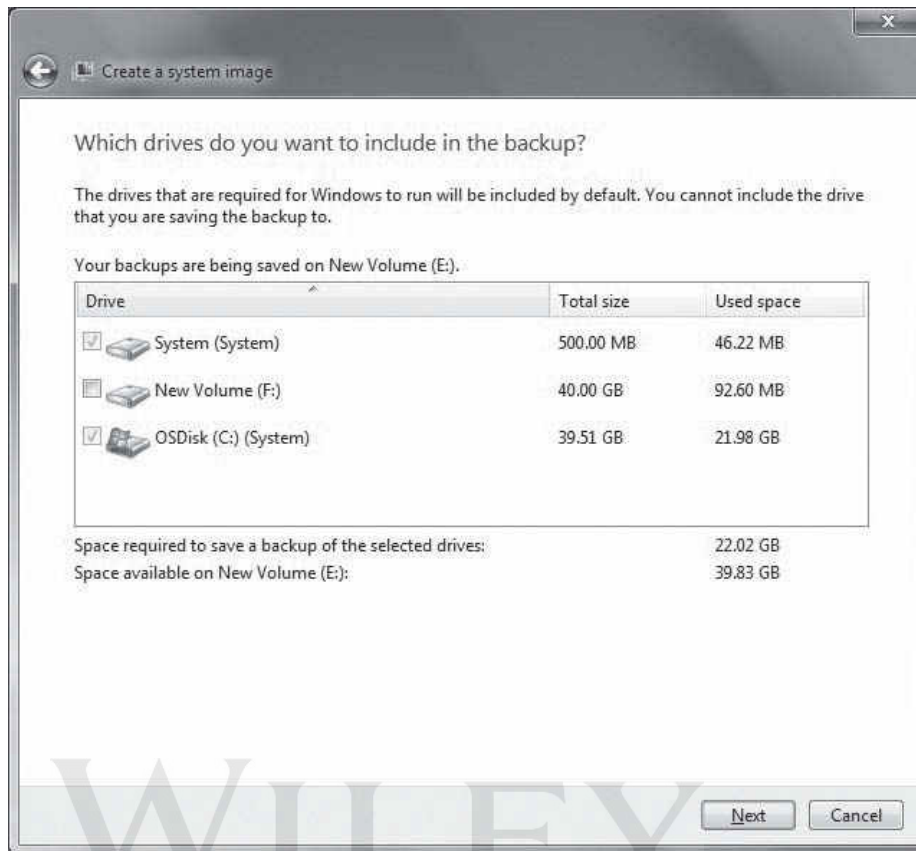 Create a system image
Which drives do you want to include in the backup?
The drives that are required for Windows to run will be included by default. You cannot include the drive
that you are saving the backup to.
Your backups are being saved on New Volume (E:).
Drive Total size Used space
System (System) 500.00 MB 46.22 MB
New Volume (F:) 40.00 GB 92.60 MB
OSDisk (C:) (System) 39.51 GB 21.98 GB
Space required to save a backup of the selected drives: 22.02 GB
Space available on New Volume (E:): 39.83 GB
Next Cancel
WILEY